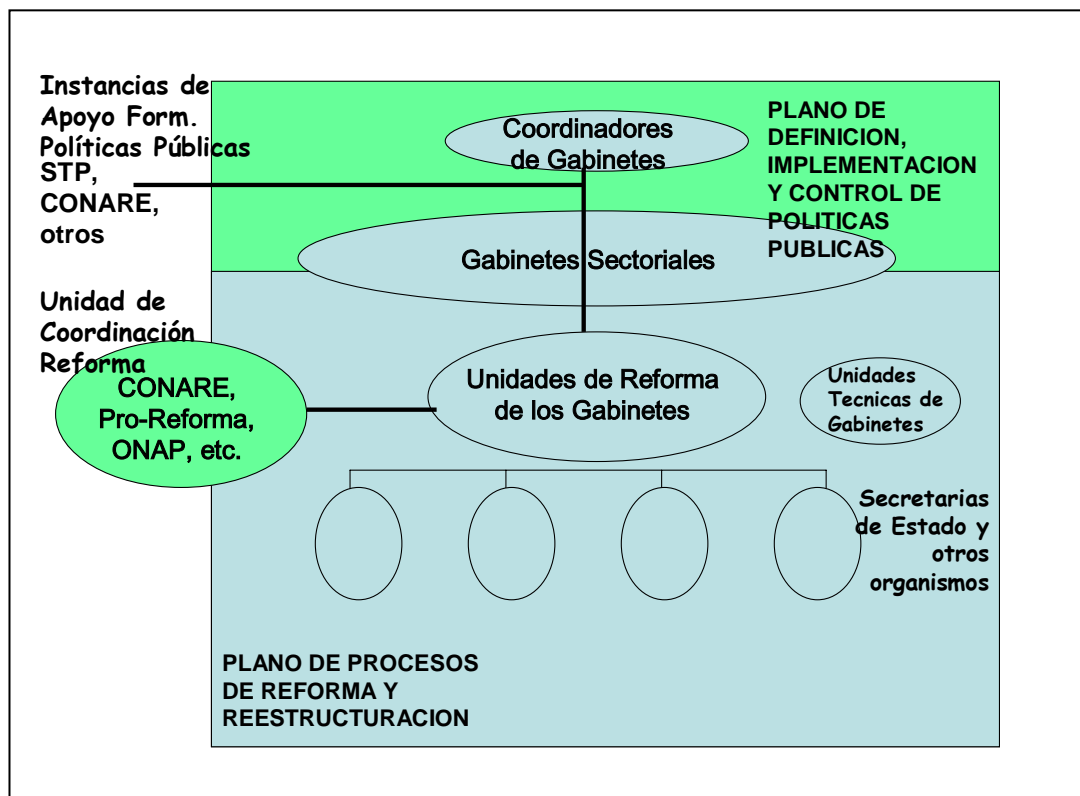 Instancias de
Apoyo Form.
Políticas Públicas
STP,
CONARE,
otros
Coordinadores
de Gabinetes
PLANO DE
DEFINICION,
IMPLEMENTACION
Y CONTROL DE
POLITICAS
PUBLICAS
Gabinetes Sectoriales
Unidad de
Coordinación
Reforma
CONARE,
Pro-Reforma,
ONAP, etc.
Unidades de Reforma
de los Gabinetes
Unidades
Tecnicas de
Gabinetes
Secretarias
de Estado y
otros
organismos
PLANO DE PROCESOS
DE REFORMA Y
REESTRUCTURACION